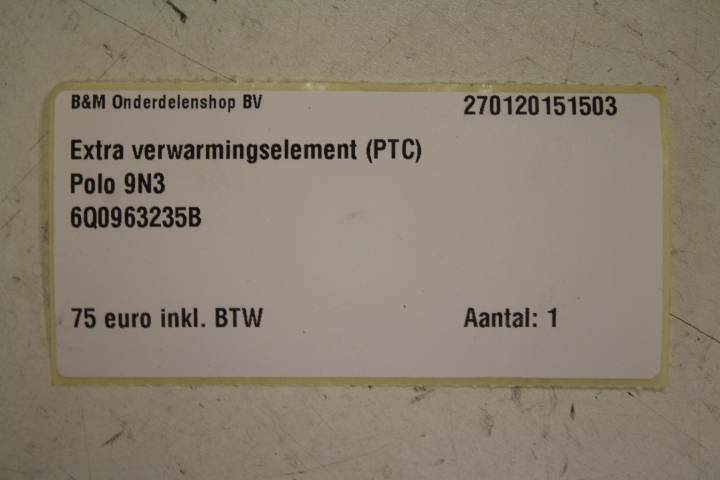 B&M Onderdelenshop BV 270120151503
Extra verwarmingselement (PTC)
Polo 9N3
6Q0963235B
75 euro inkl. BTW Aantal: 1